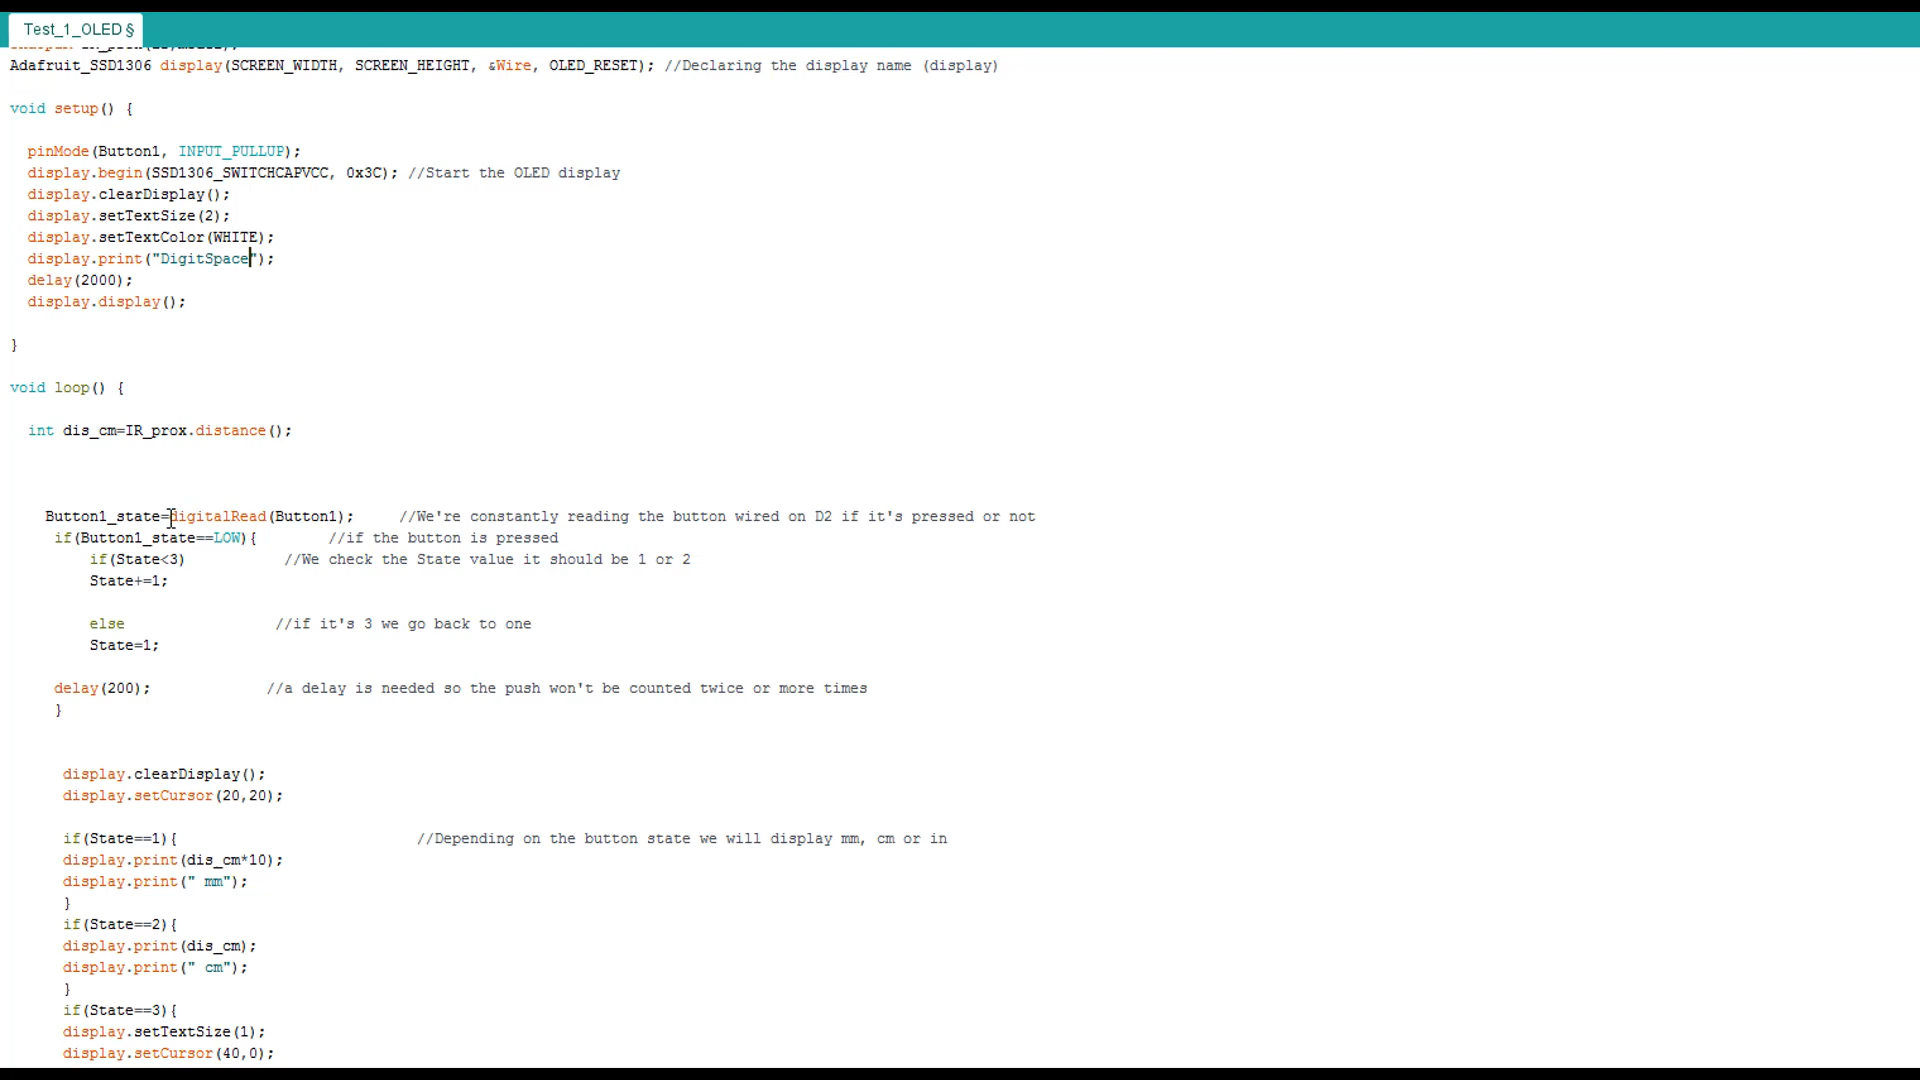 Test_1_OLED §
Adafruit_SSD1306 display(SCREEN_WIDTH, SCREEN_HEIGHT, &Wire, OLED_RESET); //Declaring the display name (display)
void setup() {
pinMode(Button1, INPUT_PULLUP);
display.begin(SSD1306_SWITCHCAPVCC, 0x3C); //Start the OLED display
display.clearDisplay();
display.setTextSize(2);
display.setTextColor(WHITE);
display.print("DigitSpace");
delay(2000);
display.display();
}
void loop() {
int dis_cm=IR_prox.distance();
Button1_state=digitalRead(Button1);     //We're constantly reading the button wired on D2 if it's pressed or not
if(Button1_state==LOW){        //if the button is pressed
if(State<3)           //We check the State value it should be 1 or 2
State+=1;
else                 //if it's 3 we go back to one
State=1;
delay(200);             //a delay is needed so the push won't be counted twice or more times
}
display.clearDisplay();
display.setCursor(20,20);
if(State==1){                           //Depending on the button state we will display mm, cm or in
display.print(dis_cm*10);
display.print(" mm");
}
if(State==2){
display.print(dis_cm);
display.print(" cm");
}
if(State==3){
display.setTextSize(1);
display.setCursor(40,0);